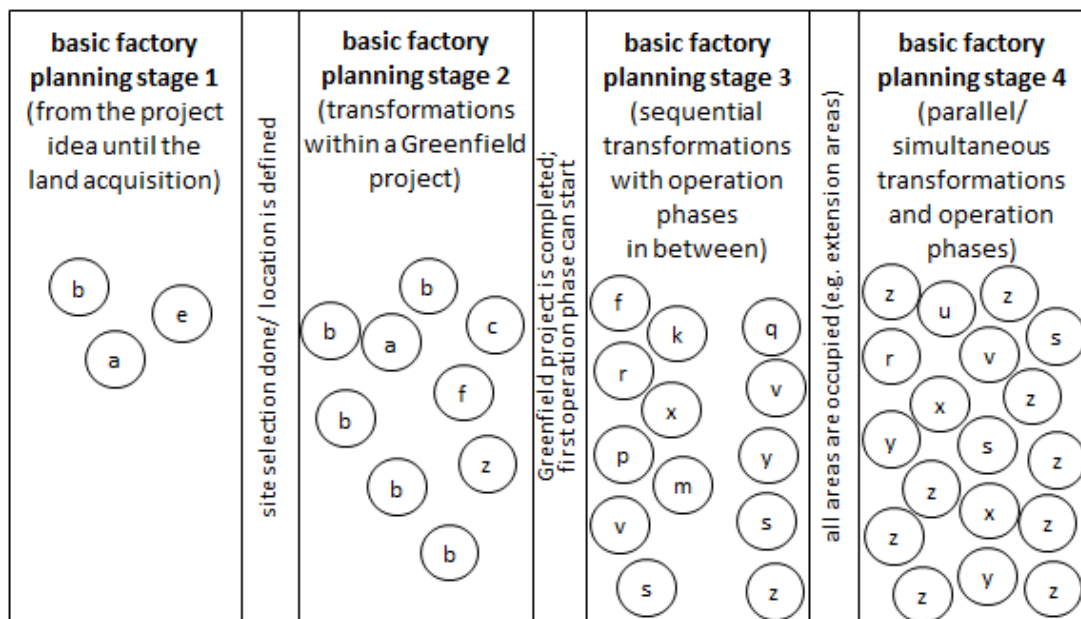 basic factory
planning stage 1
(from the project
idea until the
land acquisition)
b
e
a
site selection done/ location is defined
basic factory
planning stage 2
(transformations
within a Greenfield
project)
b
b
a
c
f
b
z
b
b
Greenfield project is completed;
first operation phase can start
basic factory
planning stage 3
(sequential
transformations
with operation
phases
in between)
f
k
q
r
v
x
p
y
m
v
s
s
z
all areas are occupied (e.g. extension areas)
basic factory
planning stage 4
(parallel/
simultaneous
transformations
and operation
phases)
z
u
z
s
r
v
x
z
y
s
z
z
x
z
z
y
z
z